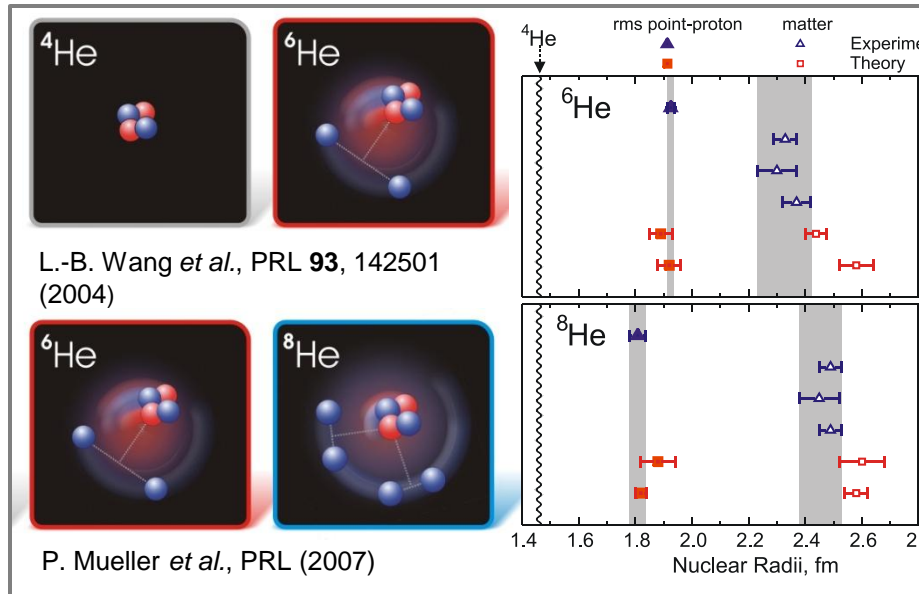 ⁴He
⁶He
L.-B. Wang et al., PRL 93, 142501
(2004)
⁶He
⁸He
P. Mueller et al., PRL (2007)
rms point-proton
matter
⁴He
Experime
Theory
⁶He
⁸He
1.4 1.6 1.8 2.0 2.2 2.4 2.6 2
Nuclear Radii, fm